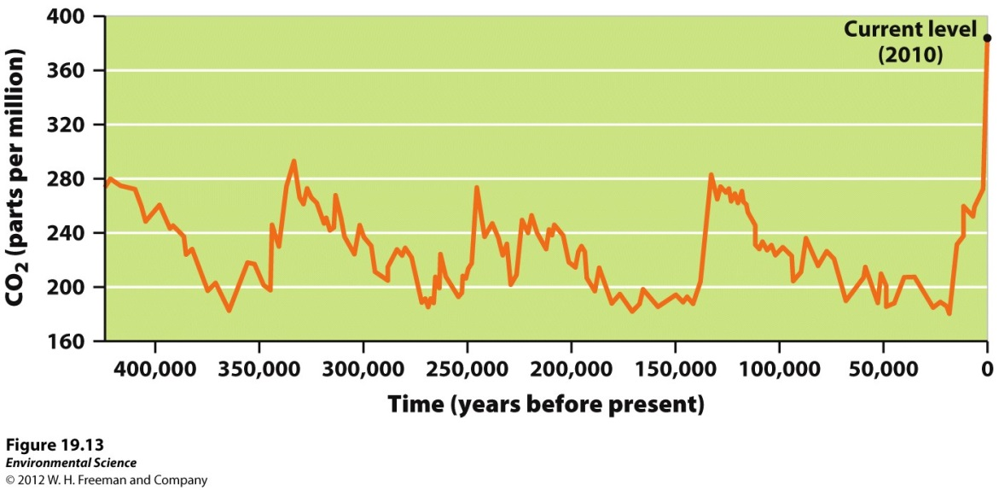 400
360
320
280
240
200
160
CO₂ (parts per million)
Current level
(2010)
400,000 350,000 300,000 250,000 200,000 150,000 100,000 50,000 0
Time (years before present)
Figure 19.13
Environmental Science
© 2012 W. H. Freeman and Company